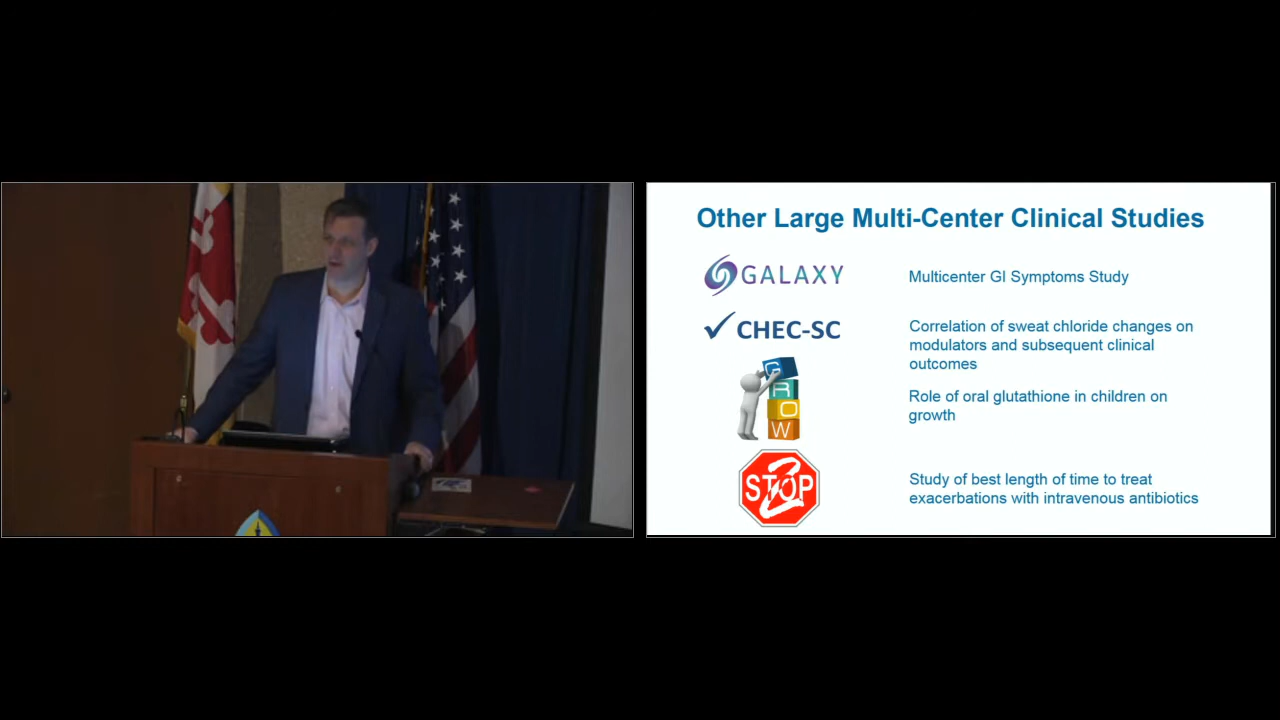 Other Large Multi-Center Clinical Studies
GALAXY
Multicenter GI Symptoms Study
CHEC-SC
Correlation of sweat chloride changes on
modulators and subsequent clinical
outcomes
G
R
O
W
Role of oral glutathione in children on
growth
STOP
2
Study of best length of time to treat
exacerbations with intravenous antibiotics